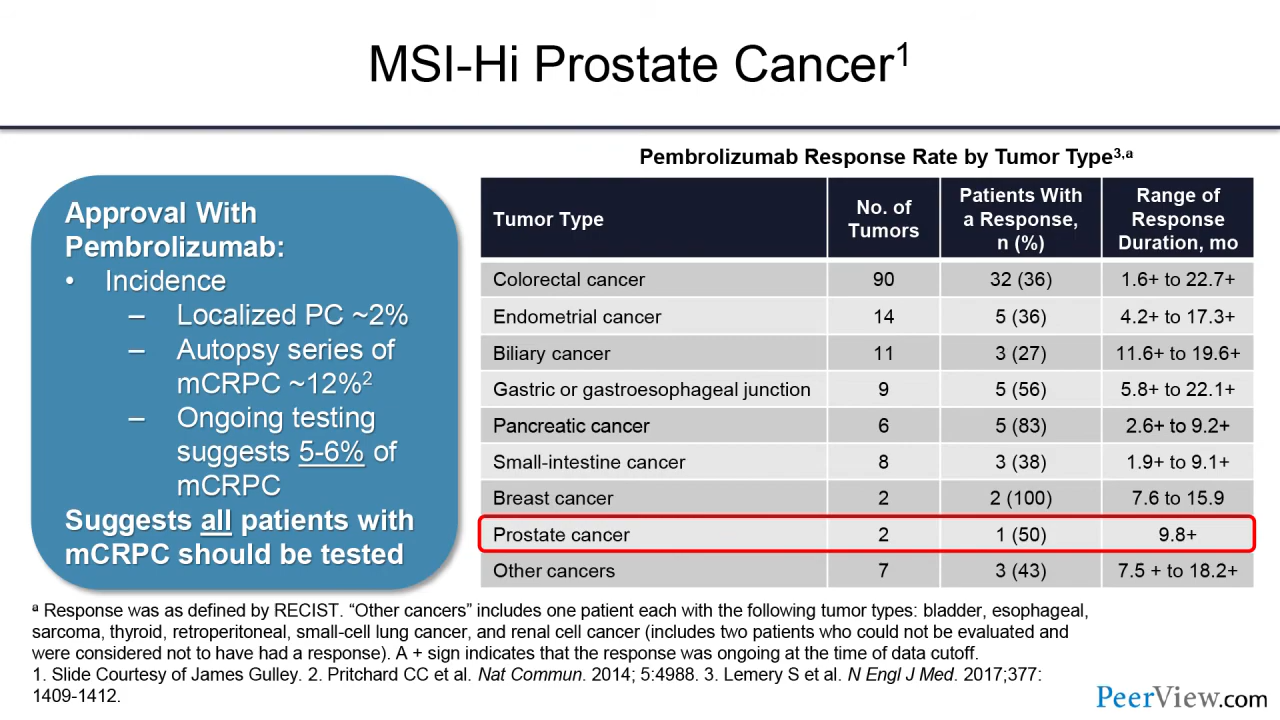 MSI-Hi Prostate Cancer1
Approval With
Pembrolizumab:
• Incidence
– Localized PC ~2%
– Autopsy series of
mCRPC ~12%2
– Ongoing testing
suggests 5-6% of
mCRPC
Suggests all patients with
mCRPC should be tested
Pembrolizumab Response Rate by Tumor Type3,a
Tumor Type No. of Tumors Patients With a Response, n (%) Range of Response Duration, mo
Colorectal cancer 90 32 (36) 1.6+ to 22.7+
Endometrial cancer 14 5 (36) 4.2+ to 17.3+
Biliary cancer 11 3 (27) 11.6+ to 19.6+
Gastric or gastroesophageal junction 9 5 (56) 5.8+ to 22.1+
Pancreatic cancer 6 5 (83) 2.6+ to 9.2+
Small-intestine cancer 8 3 (38) 1.9+ to 9.1+
Breast cancer 2 2 (100) 7.6 to 15.9
Prostate cancer 2 1 (50) 9.8+
Other cancers 7 3 (43) 7.5 + to 18.2+
a Response was as defined by RECIST. “Other cancers” includes one patient each with the following tumor types: bladder, esophageal,
sarcoma, thyroid, retroperitoneal, small-cell lung cancer, and renal cell cancer (includes two patients who could not be evaluated and
were considered not to have had a response). A + sign indicates that the response was ongoing at the time of data cutoff.
1. Slide Courtesy of James Gulley. 2. Pritchard CC et al. Nat Commun. 2014; 5:4988. 3. Lemery S et al. N Engl J Med. 2017;377:
1409-1412.
PeerView.com